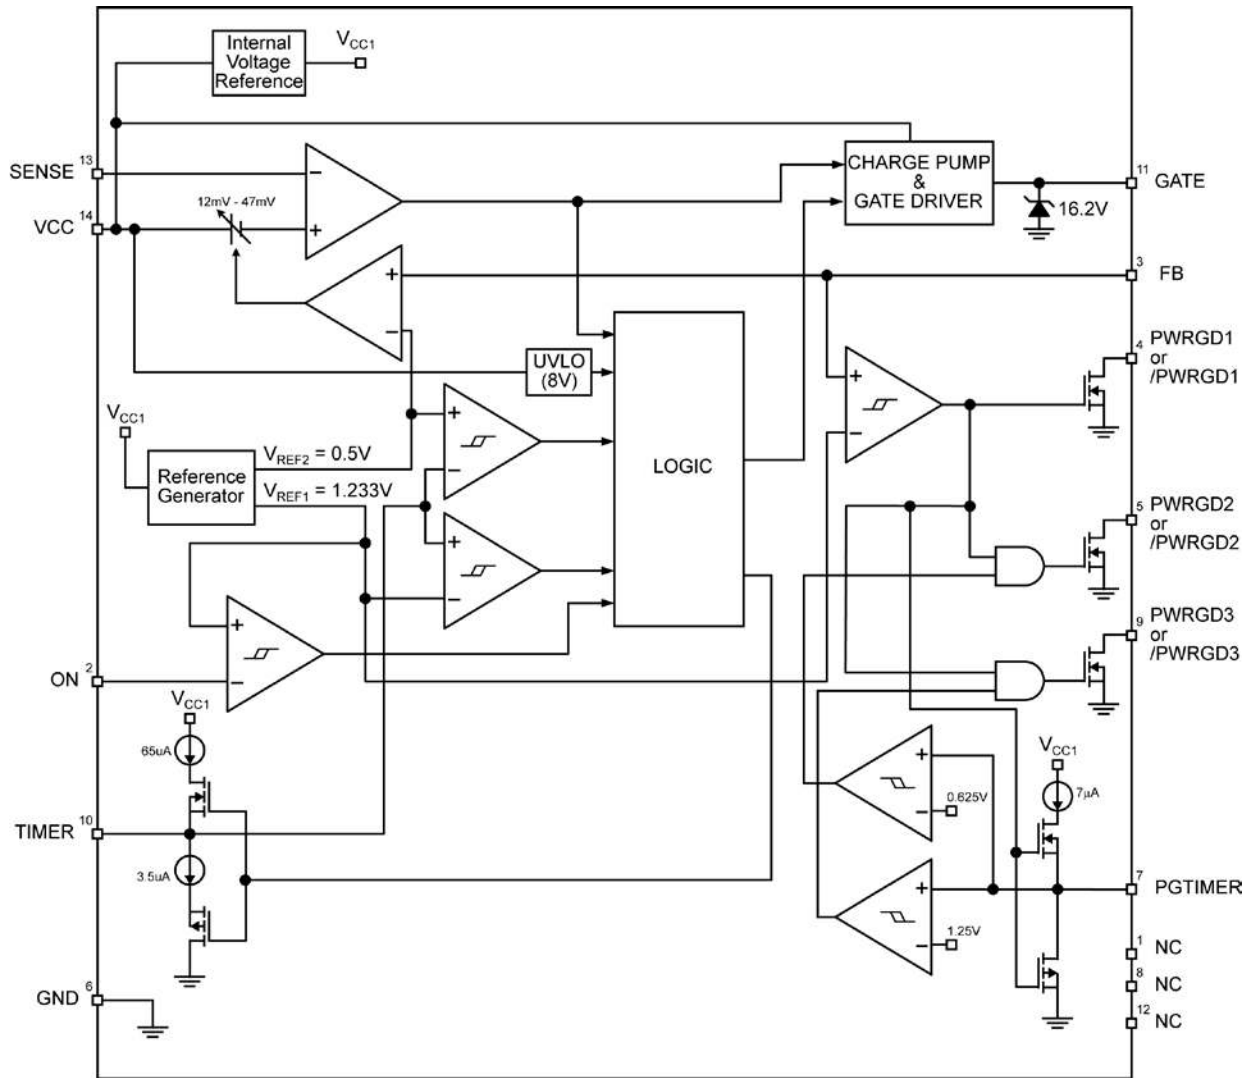 Internal
Voltage
Reference
VCC1
SENSE 13
12mV - 47mV
VCC 14
−
+
CHARGE PUMP
&
GATE DRIVER
11 GATE
16.2V
3
FB
+
−
UVLO
(8V)
LOGIC
+
−
4 PWRGD1
or
/PWRGD1
VCC1
Reference
Generator
VREF2 = 0.5V
VREF1 = 1.233V
+
−
+
−
5 PWRGD2
or
/PWRGD2
9 PWRGD3
or
/PWRGD3
+
−
ON 2
VCC1
65uA
TIMER 10
3.5uA
+
−
0.625V
VCC1
7µA
+
−
1.25V
7
PGTIMER
1 NC
8 NC
12 NC
GND 6